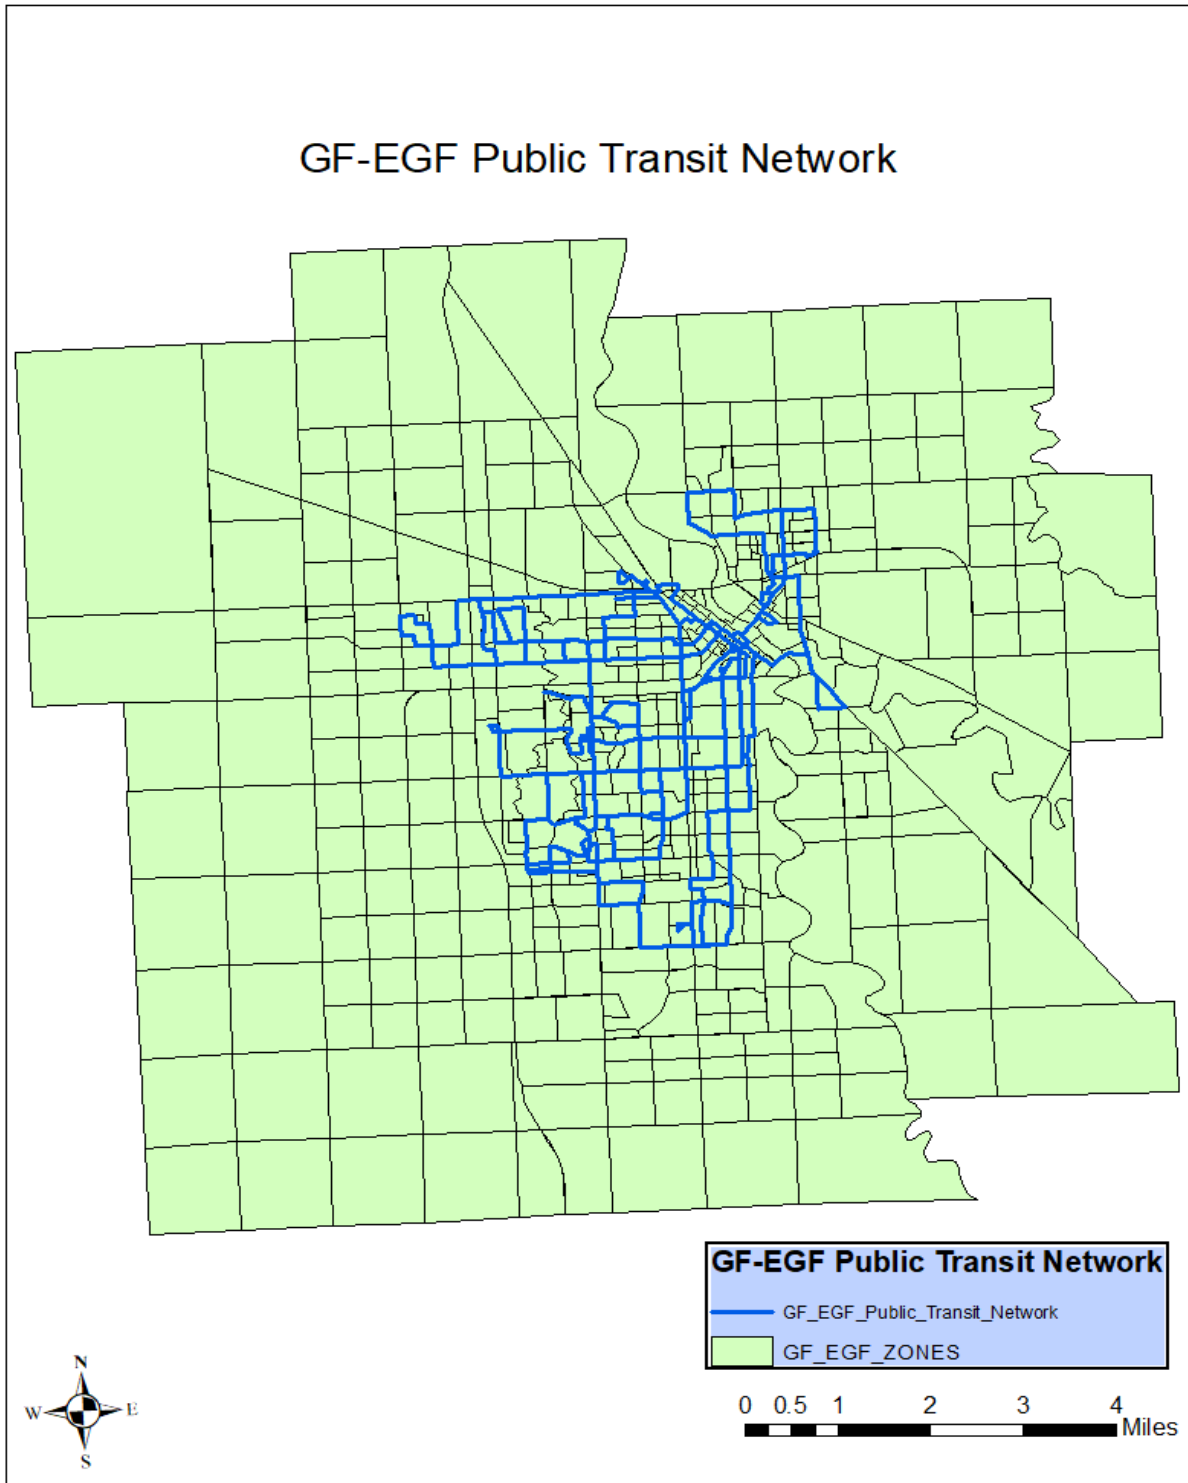 GF-EGF Public Transit Network
GF-EGF Public Transit Network
GF_EGF_Public_Transit_Network
GF_EGF_ZONES
N
W E
S
0 0.5 1 2 3 4
Miles